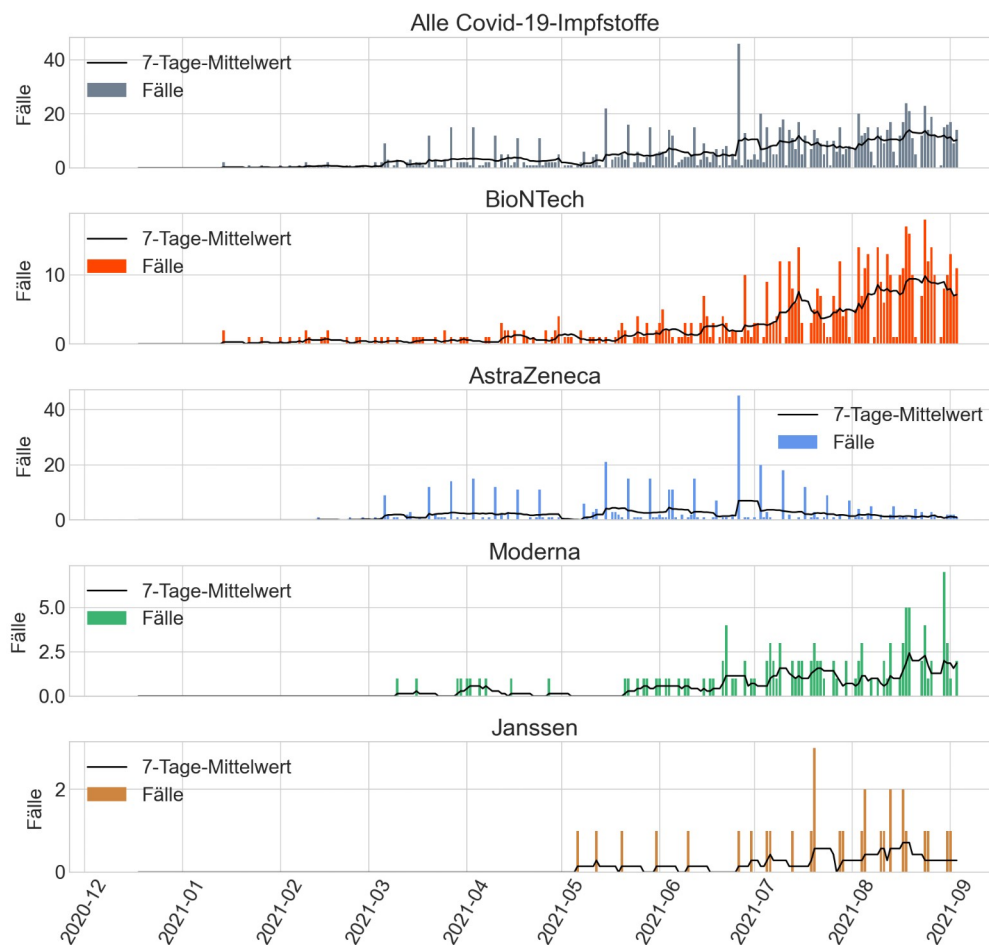 Alle Covid-19-Impfstoffe
40
20
0
Fälle
7-Tage-Mittelwert
Fälle
BioNTech
10
0
Fälle
7-Tage-Mittelwert
Fälle
AstraZeneca
40
20
0
Fälle
7-Tage-Mittelwert
Fälle
Moderna
5.0
2.5
0.0
Fälle
7-Tage-Mittelwert
Fälle
Janssen
2
0
Fälle
7-Tage-Mittelwert
Fälle
2020-12
2021-01
2021-02
2021-03
2021-04
2021-05
2021-06
2021-07
2021-08
2021-09